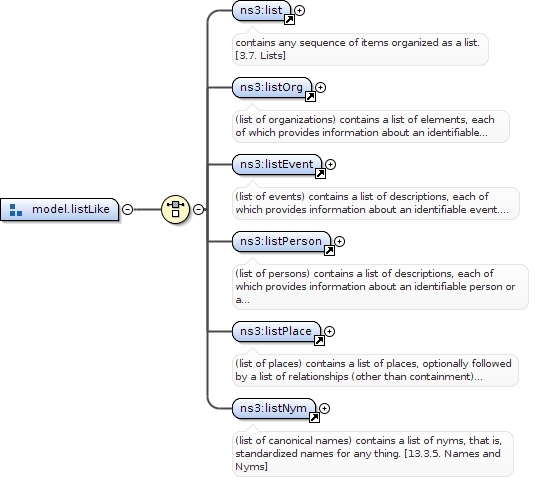 ns3:list
contains any sequence of items organized as a list.
[3.7. Lists]
ns3:listOrg
(list of organizations) contains a list of elements, each
of which provides information about an identifiable...
ns3:listEvent
(list of events) contains a list of descriptions, each of
which provides information about an identifiable event....
model.listLike
ns3:listPerson
(list of persons) contains a list of descriptions, each of
which provides information about an identifiable person or
a...
ns3:listPlace
(list of places) contains a list of places, optionally followed
by a list of relationships (other than containment)...
ns3:listNym
(list of canonical names) contains a list of nyms, that is,
standardized names for any thing. [13.3.5. Names and
Nyms]